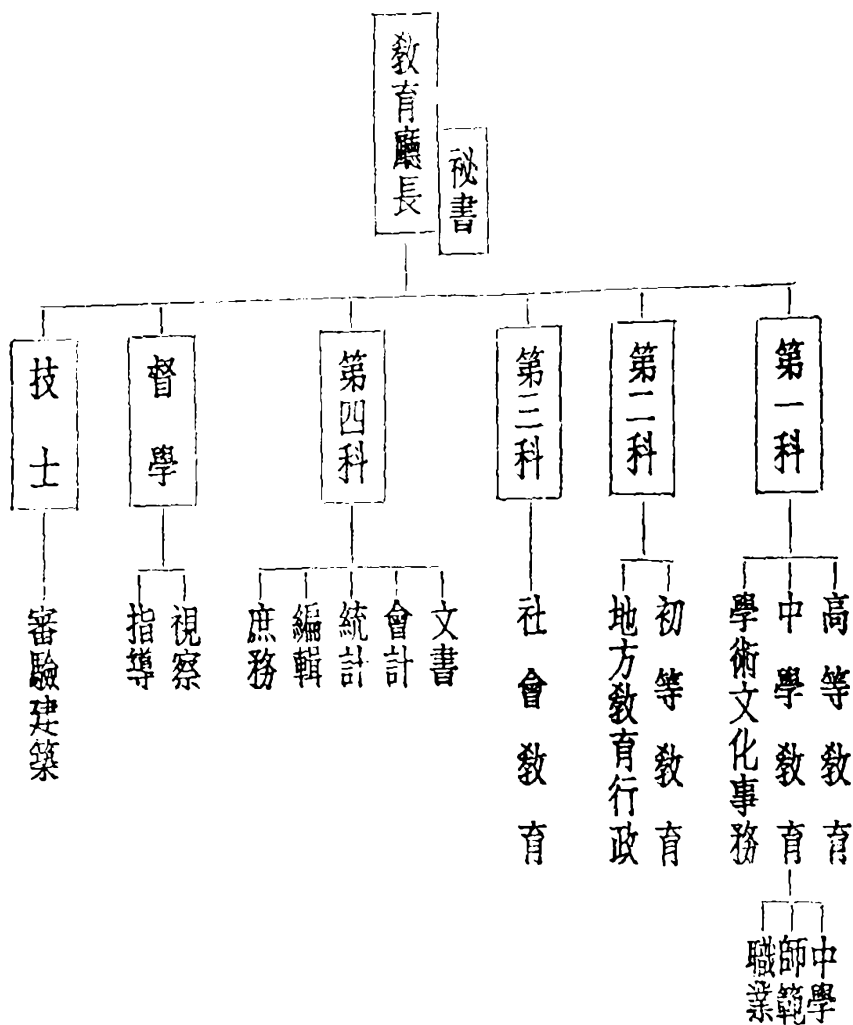 教育廳長
祕書
第一科
第二科
第三科
第四科
督學
技士
高等教育
中學教育
學術文化事務
初等教育
地方教育行政
社會教育
文書
會計
統計
編輯
庶務
視察
指導
審驗建築
中學
師範
職業